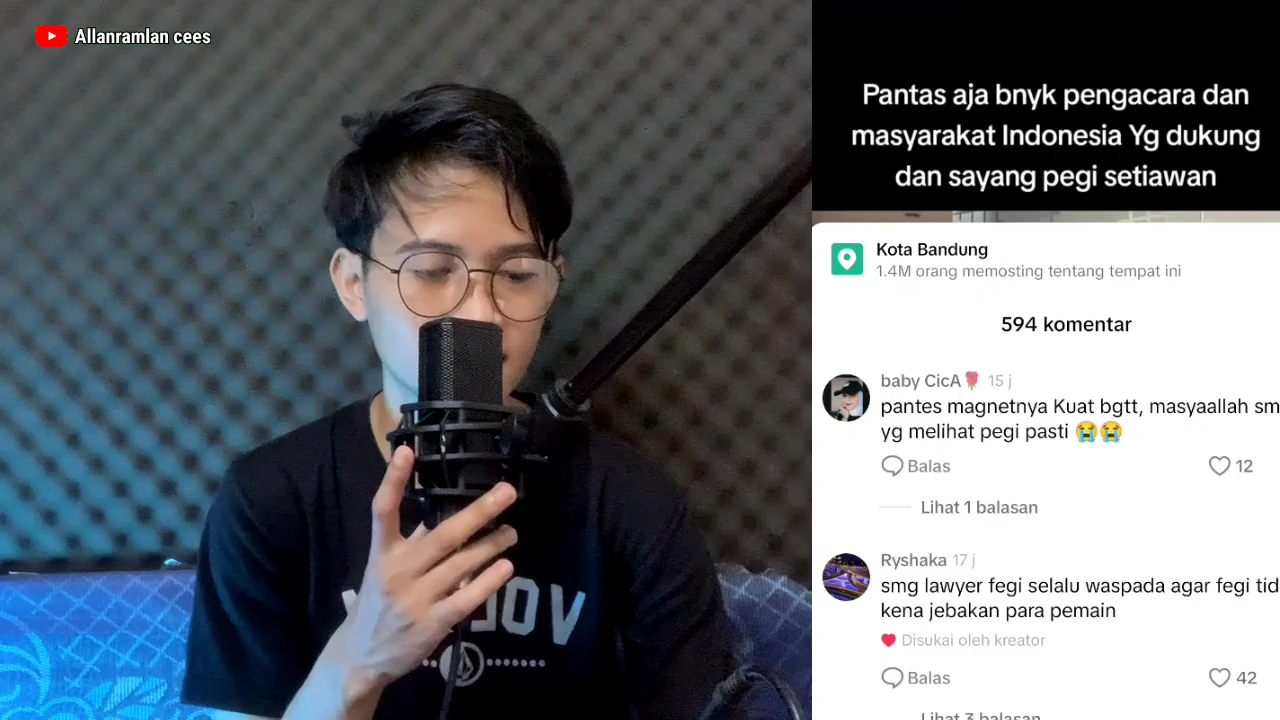 Allanramlan cees
Pantas aja bnyk pengacara dan
masyarakat Indonesia Yg dukung
dan sayang pegi setiawan
Kota Bandung
1.4M orang memosting tentang tempat ini
594 komentar
baby CicA🌹 15 j
pantes magnetnya Kuat bgtt, masyaallah sm
yg melihat pegi pasti 😭😭
Balas
12
Lihat 1 balasan
Ryshaka 17 j
smg lawyer fegi selalu waspada agar fegi tid
kena jebakan para pemain
Disukai oleh kreator
Balas
42
Lihat 3 balasan